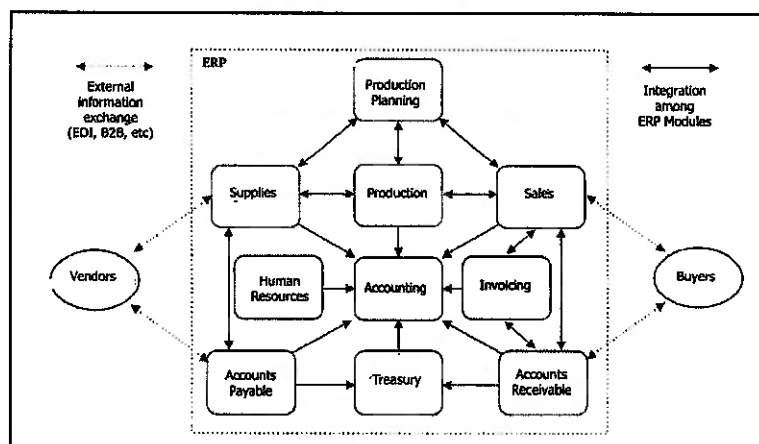 ERP
External
information
exchange
(EDI, B2B, etc)
Production
Planning
Integration
among
ERP Modules
Supplies
Production
Sales
Vendors
Human
Resources
Accounting
Invoicing
Buyers
Accounts
Payable
Treasury
Accounts
Receivable